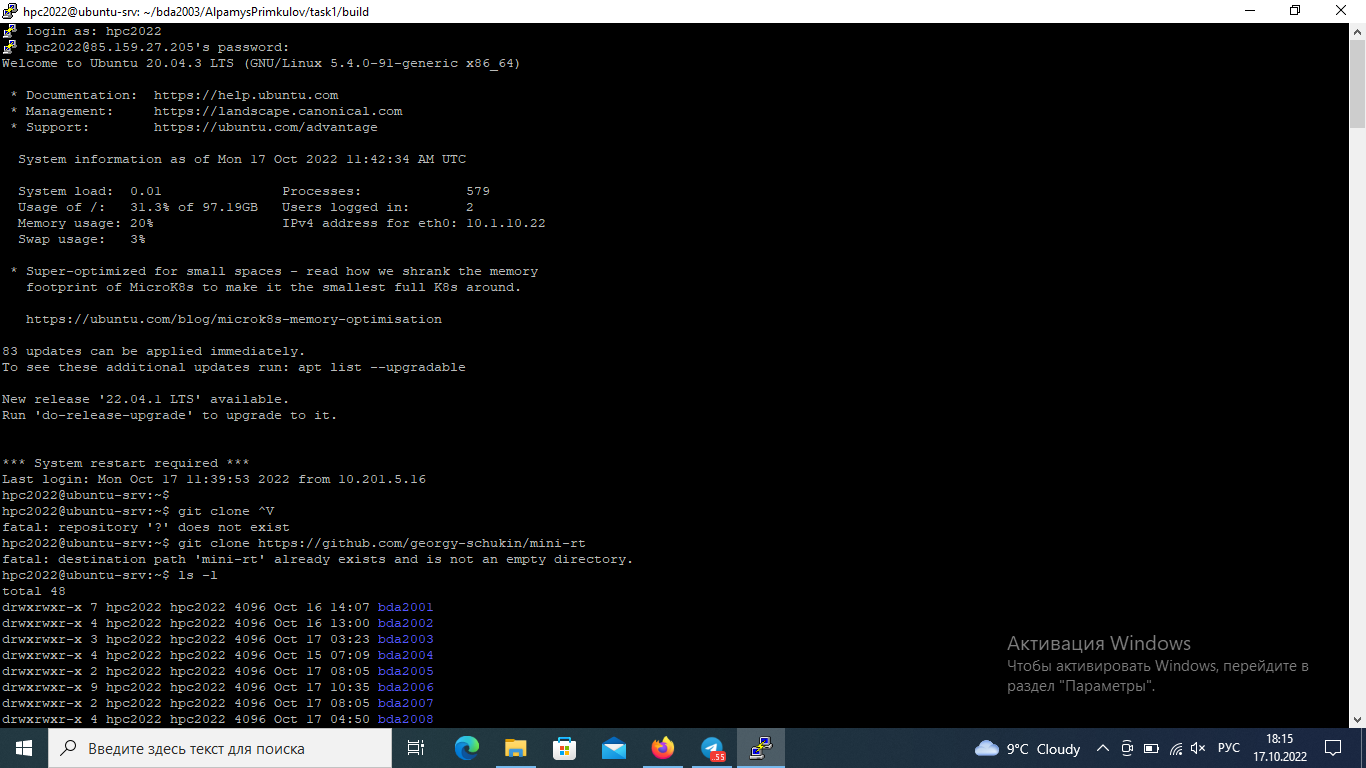 hpc2022@ubuntu-srv: ~/bda2003/AlpamysPrimkulov/task1/build
login as: hpc2022
hpc2022@85.159.27.205's password:
Welcome to Ubuntu 20.04.3 LTS (GNU/Linux 5.4.0-91-generic x86_64)
* Documentation:  https://help.ubuntu.com
* Management:     https://landscape.canonical.com
* Support:        https://ubuntu.com/advantage
System information as of Mon 17 Oct 2022 11:42:34 AM UTC
System load:  0.01               Processes:             579
Usage of /:   31.3% of 97.19GB   Users logged in:       2
Memory usage: 20%                IPv4 address for eth0: 10.1.10.22
Swap usage:   3%
* Super-optimized for small spaces - read how we shrank the memory
footprint of MicroK8s to make it the smallest full K8s around.
https://ubuntu.com/blog/microk8s-memory-optimisation
83 updates can be applied immediately.
To see these additional updates run: apt list --upgradable
New release '22.04.1 LTS' available.
Run 'do-release-upgrade' to upgrade to it.
*** System restart required ***
Last login: Mon Oct 17 11:39:53 2022 from 10.201.5.16
hpc2022@ubuntu-srv:~$
hpc2022@ubuntu-srv:~$ git clone ^V
fatal: repository '?' does not exist
hpc2022@ubuntu-srv:~$ git clone https://github.com/georgy-schukin/mini-rt
fatal: destination path 'mini-rt' already exists and is not an empty directory.
hpc2022@ubuntu-srv:~$ ls -l
total 48
drwxrwxr-x 7 hpc2022 hpc2022 4096 Oct 16 14:07 bda2001
drwxrwxr-x 4 hpc2022 hpc2022 4096 Oct 16 13:00 bda2002
drwxrwxr-x 3 hpc2022 hpc2022 4096 Oct 17 03:23 bda2003
drwxrwxr-x 4 hpc2022 hpc2022 4096 Oct 15 07:09 bda2004
drwxrwxr-x 2 hpc2022 hpc2022 4096 Oct 17 08:05 bda2005
drwxrwxr-x 9 hpc2022 hpc2022 4096 Oct 17 10:35 bda2006
drwxrwxr-x 2 hpc2022 hpc2022 4096 Oct 17 08:05 bda2007
drwxrwxr-x 4 hpc2022 hpc2022 4096 Oct 17 04:50 bda2008
Активация Windows
Чтобы активировать Windows, перейдите в
раздел "Параметры".
Введите здесь текст для поиска
.55
9°C Cloudy
РУС
18:15
17.10.2022